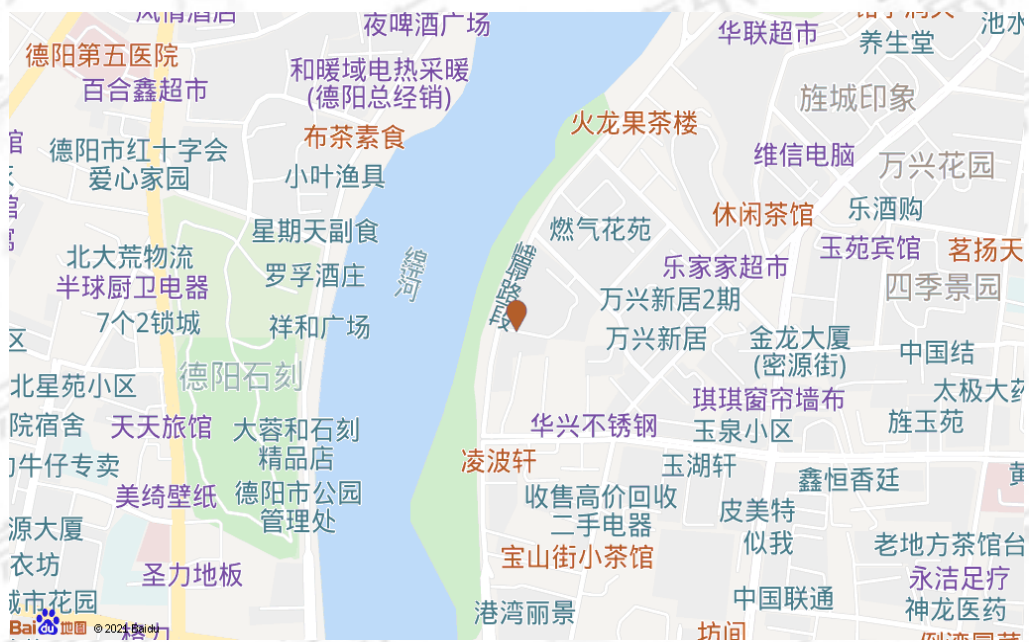 风情酒店
夜啤酒广场
华联超市
养生堂
池水
德阳第五医院
百合鑫超市
和暖域电热采暖
(德阳总经销)
旌城印象
布茶素食
火龙果茶楼
馆
德阳市红十字会
爱心家园
小叶渔具
维信电脑
万兴花园
休闲茶馆
乐酒购
星期天副食
燃气花苑
玉苑宾馆
茗扬天
北大荒物流
半球厨卫电器
罗孚酒庄
绵远河
乐家家超市
四季景园
万兴新居2期
7个2锁城
祥和广场
万兴新居
金龙大厦
(密源街)
中国结
区
北星苑小区
德阳石刻
太极大药
琪琪窗帘墙布
院宿舍
天天旅馆
大蓉和石刻
精品店
华兴不锈钢
玉泉小区
旌玉苑
力牛仔专卖
凌波轩
玉湖轩
鑫恒香廷
黄
美绮壁纸
德阳市公园
管理处
收售高价回收
二手电器
皮美特
似我
源大厦
衣坊
宝山街小茶馆
老地方茶馆台
圣力地板
永洁足疗
城市花园
港湾丽景
中国联通
神龙医药
坊间
格力
Bai du 地图 © 2021 Baidu